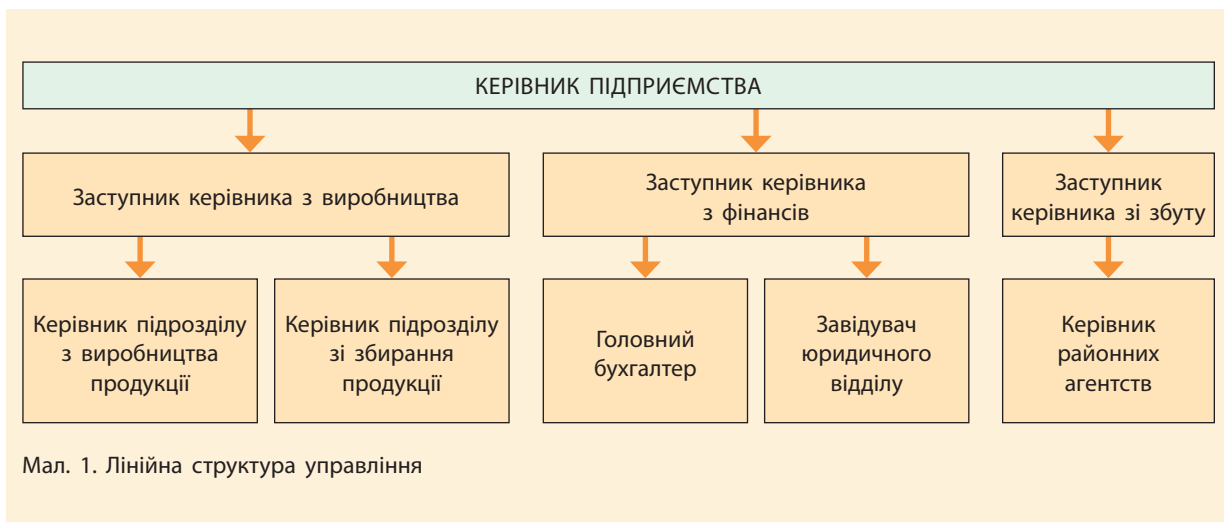 КЕРІВНИК ПІДПРИЄМСТВА
Заступник керівника з виробництва
Заступник керівника
з фінансів
Заступник
керівника зі збуту
Керівник підрозділу
з виробництва
продукції
Керівник підрозділу
зі збирання
продукції
Головний
бухгалтер
Завідувач
юридичного
відділу
Керівник
районних
агентств
Мал. 1. Лінійна структура управління